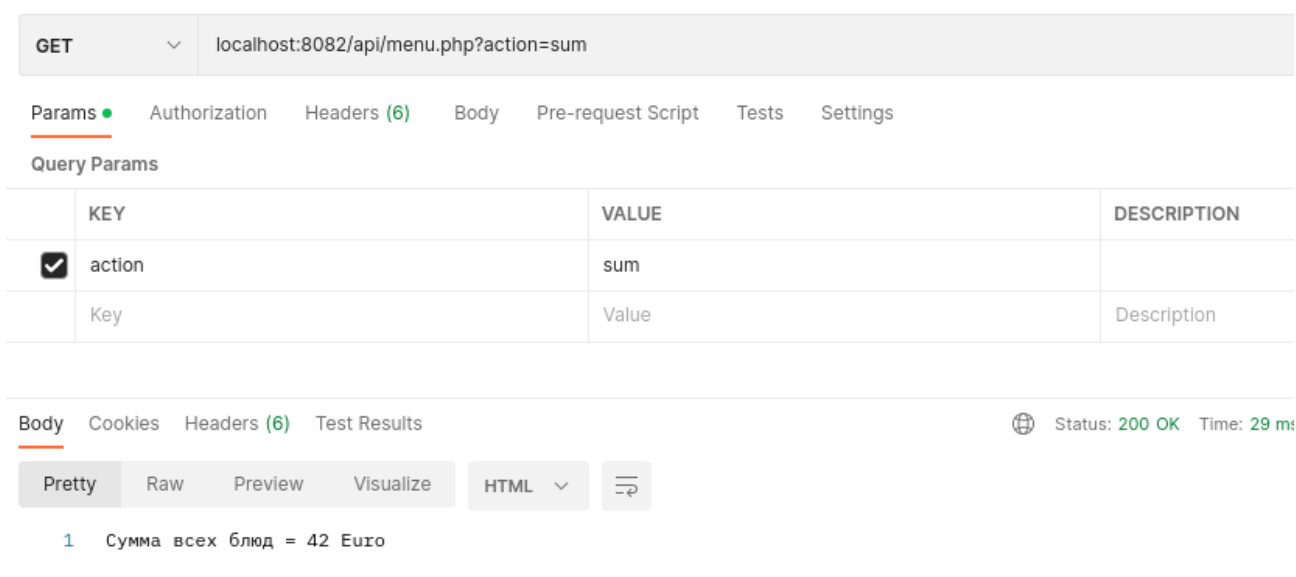 GET localhost:8082/api/menu.php?action=sum
Params Authorization Headers (6) Body Pre-request Script Tests Settings
Query Params
KEY VALUE DESCRIPTION
action sum
Key Value Description
Body Cookies Headers (6) Test Results Status: 200 OK Time: 29 ms
Pretty Raw Preview Visualize HTML
1 Сумма всех блюд = 42 Euro